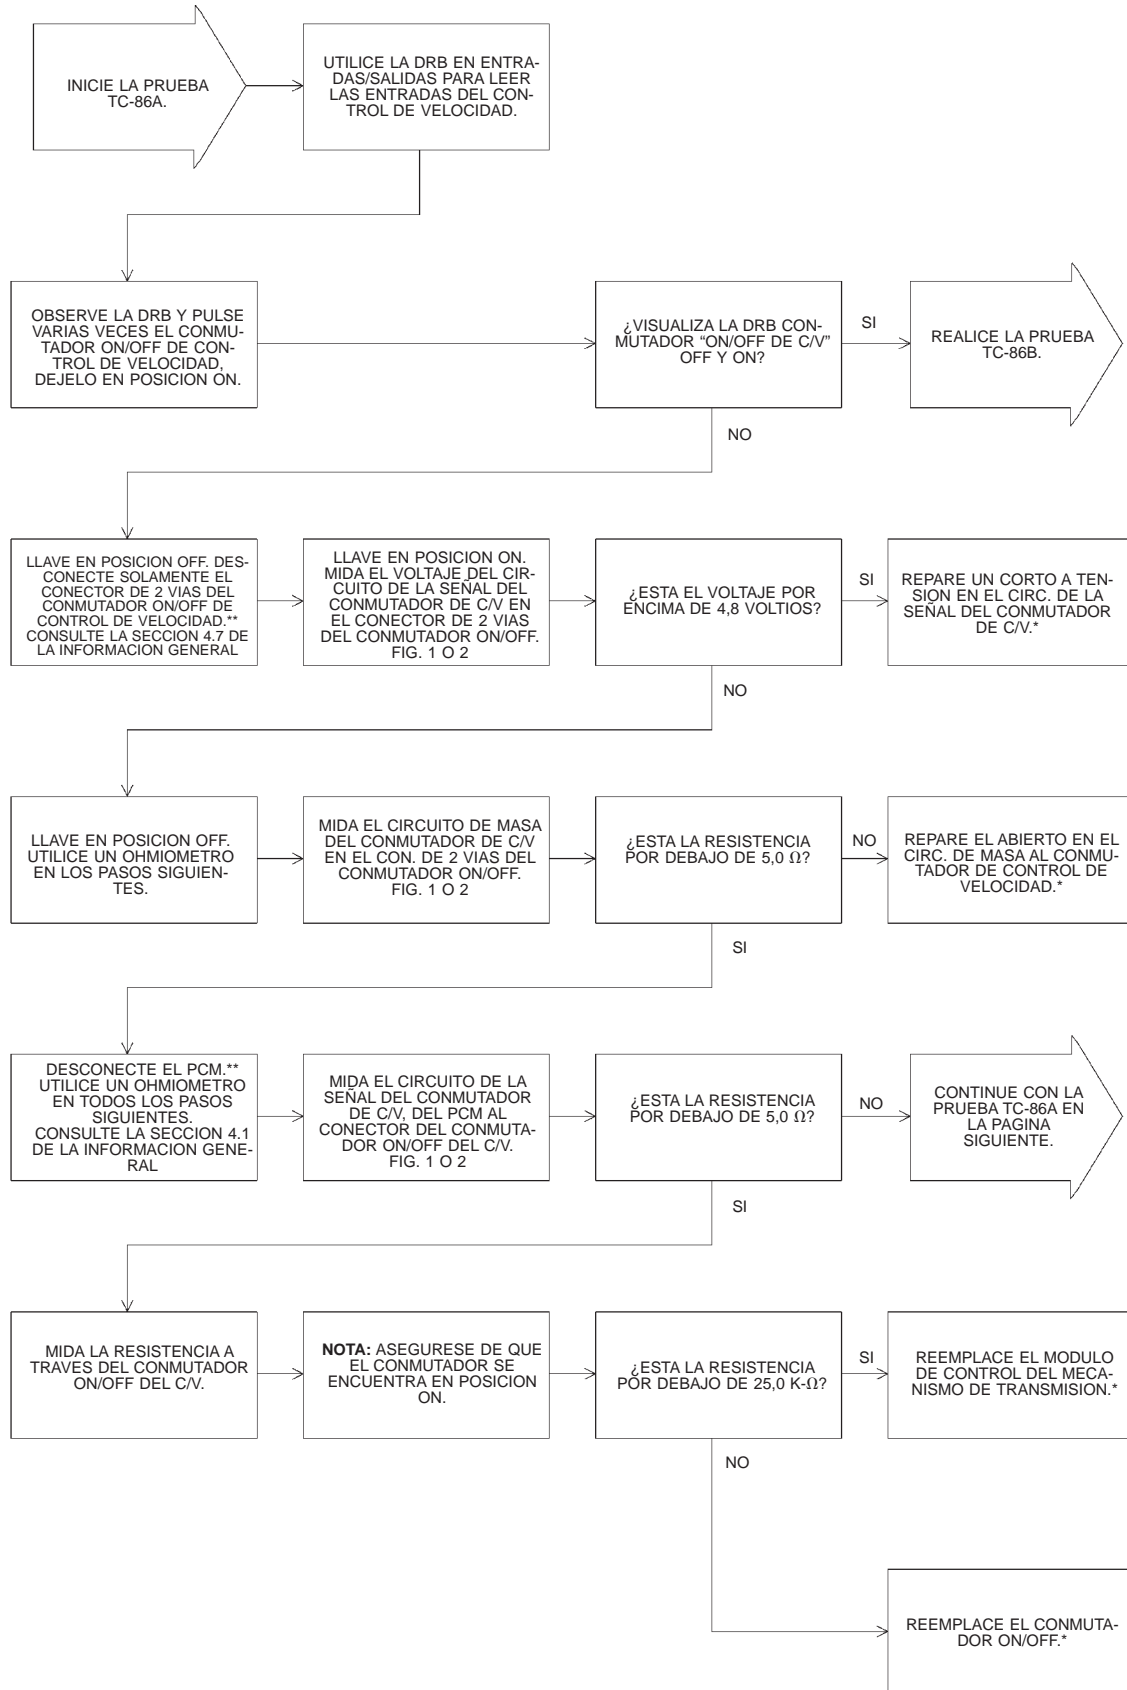 INICIE LA PRUEBA
TC-86A.
UTILICE LA DRB EN ENTRA-
DAS/SALIDAS PARA LEER
LAS ENTRADAS DEL CON-
TROL DE VELOCIDAD.
OBSERVE LA DRB Y PULSE
VARIAS VECES EL CONMU-
TADOR ON/OFF DE CON-
TROL DE VELOCIDAD,
DEJELO EN POSICION ON.
¿VISUALIZA LA DRB CON-
MUTADOR “ON/OFF DE C/V”
OFF Y ON?
SI
REALICE LA PRUEBA
TC-86B.
NO
LLAVE EN POSICION OFF. DES-
CONECTE SOLAMENTE EL
CONECTOR DE 2 VIAS DEL
CONMUTADOR ON/OFF DE
CONTROL DE VELOCIDAD.**
CONSULTE LA SECCION 4.7 DE
LA INFORMACION GENERAL
LLAVE EN POSICION ON.
MIDA EL VOLTAJE DEL CIR-
CUITO DE LA SEÑAL DEL
CONMUTADOR DE C/V EN
EL CONECTOR DE 2 VIAS
DEL CONMUTADOR ON/OFF.
FIG. 1 O 2
¿ESTA EL VOLTAJE POR
ENCIMA DE 4,8 VOLTIOS?
SI
REPARE UN CORTO A TEN-
SION EN EL CIRC. DE LA
SEÑAL DEL CONMUTADOR
DE C/V.*
NO
LLAVE EN POSICION OFF.
UTILICE UN OHMIOMETRO
EN LOS PASOS SIGUIEN-
TES.
MIDA EL CIRCUITO DE MASA
DEL CONMUTADOR DE C/V
EN EL CON. DE 2 VIAS DEL
CONMUTADOR ON/OFF.
FIG. 1 O 2
¿ESTA LA RESISTENCIA
POR DEBAJO DE 5,0 Ω?
NO
REPARE EL ABIERTO EN EL
CIRC. DE MASA AL CONMU-
TADOR DE CONTROL DE
VELOCIDAD.*
SI
DESCONECTE EL PCM.**
UTILICE UN OHMIOMETRO
EN TODOS LOS PASOS
SIGUIENTES.
CONSULTE LA SECCION 4.1
DE LA INFORMACION GENE-
RAL
MIDA EL CIRCUITO DE LA
SEÑAL DEL CONMUTADOR
DE C/V, DEL PCM AL
CONECTOR DEL CONMUTA-
DOR ON/OFF DEL C/V.
FIG. 1 O 2
¿ESTA LA RESISTENCIA
POR DEBAJO DE 5,0 Ω?
NO
CONTINUE CON LA
PRUEBA TC-86A EN
LA PAGINA
SIGUIENTE.
SI
MIDA LA RESISTENCIA A
TRAVES DEL CONMUTADOR
ON/OFF DEL C/V.
NOTA: ASEGURESE DE QUE
EL CONMUTADOR SE
ENCUENTRA EN POSICION
ON.
¿ESTA LA RESISTENCIA
POR DEBAJO DE 25,0 K-Ω?
SI
REEMPLACE EL MODULO
DE CONTROL DEL MECA-
NISMO DE TRANSMISION.*
NO
REEMPLACE EL CONMUTA-
DOR ON/OFF.*